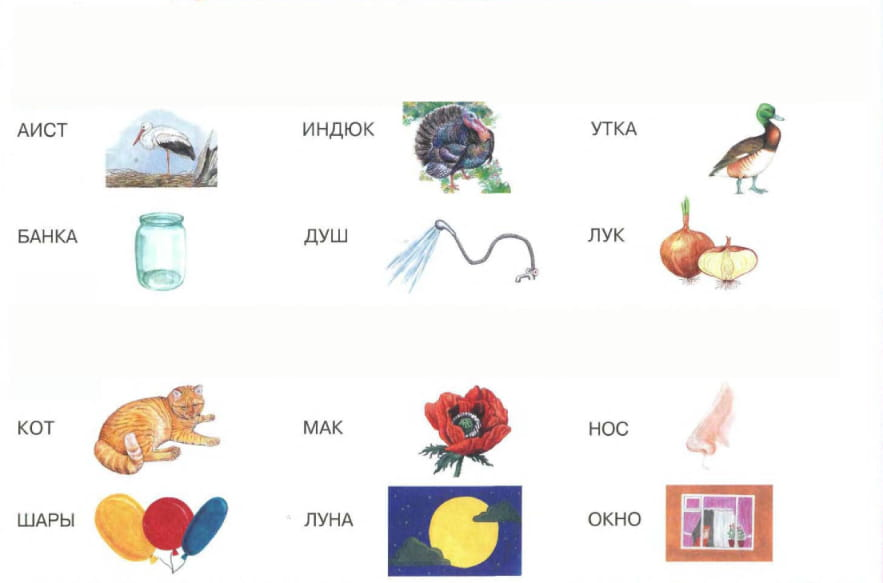 АИСТ ИНДЮК УТКА
БАНКА ДУШ ЛУК
КОТ МАК НОС
ШАРЫ ЛУНА ОКНО